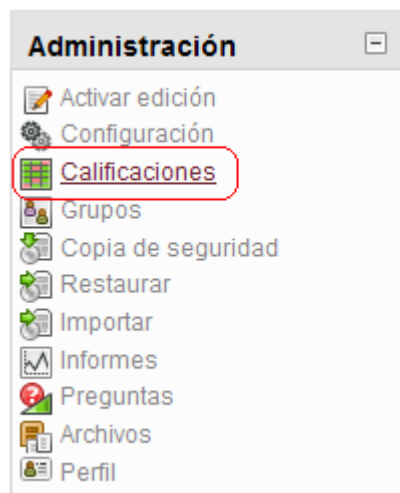 Administración
Activar edición
Configuración
Calificaciones
Grupos
Copia de seguridad
Restaurar
Importar
Informes
Preguntas
Archivos
Perfil